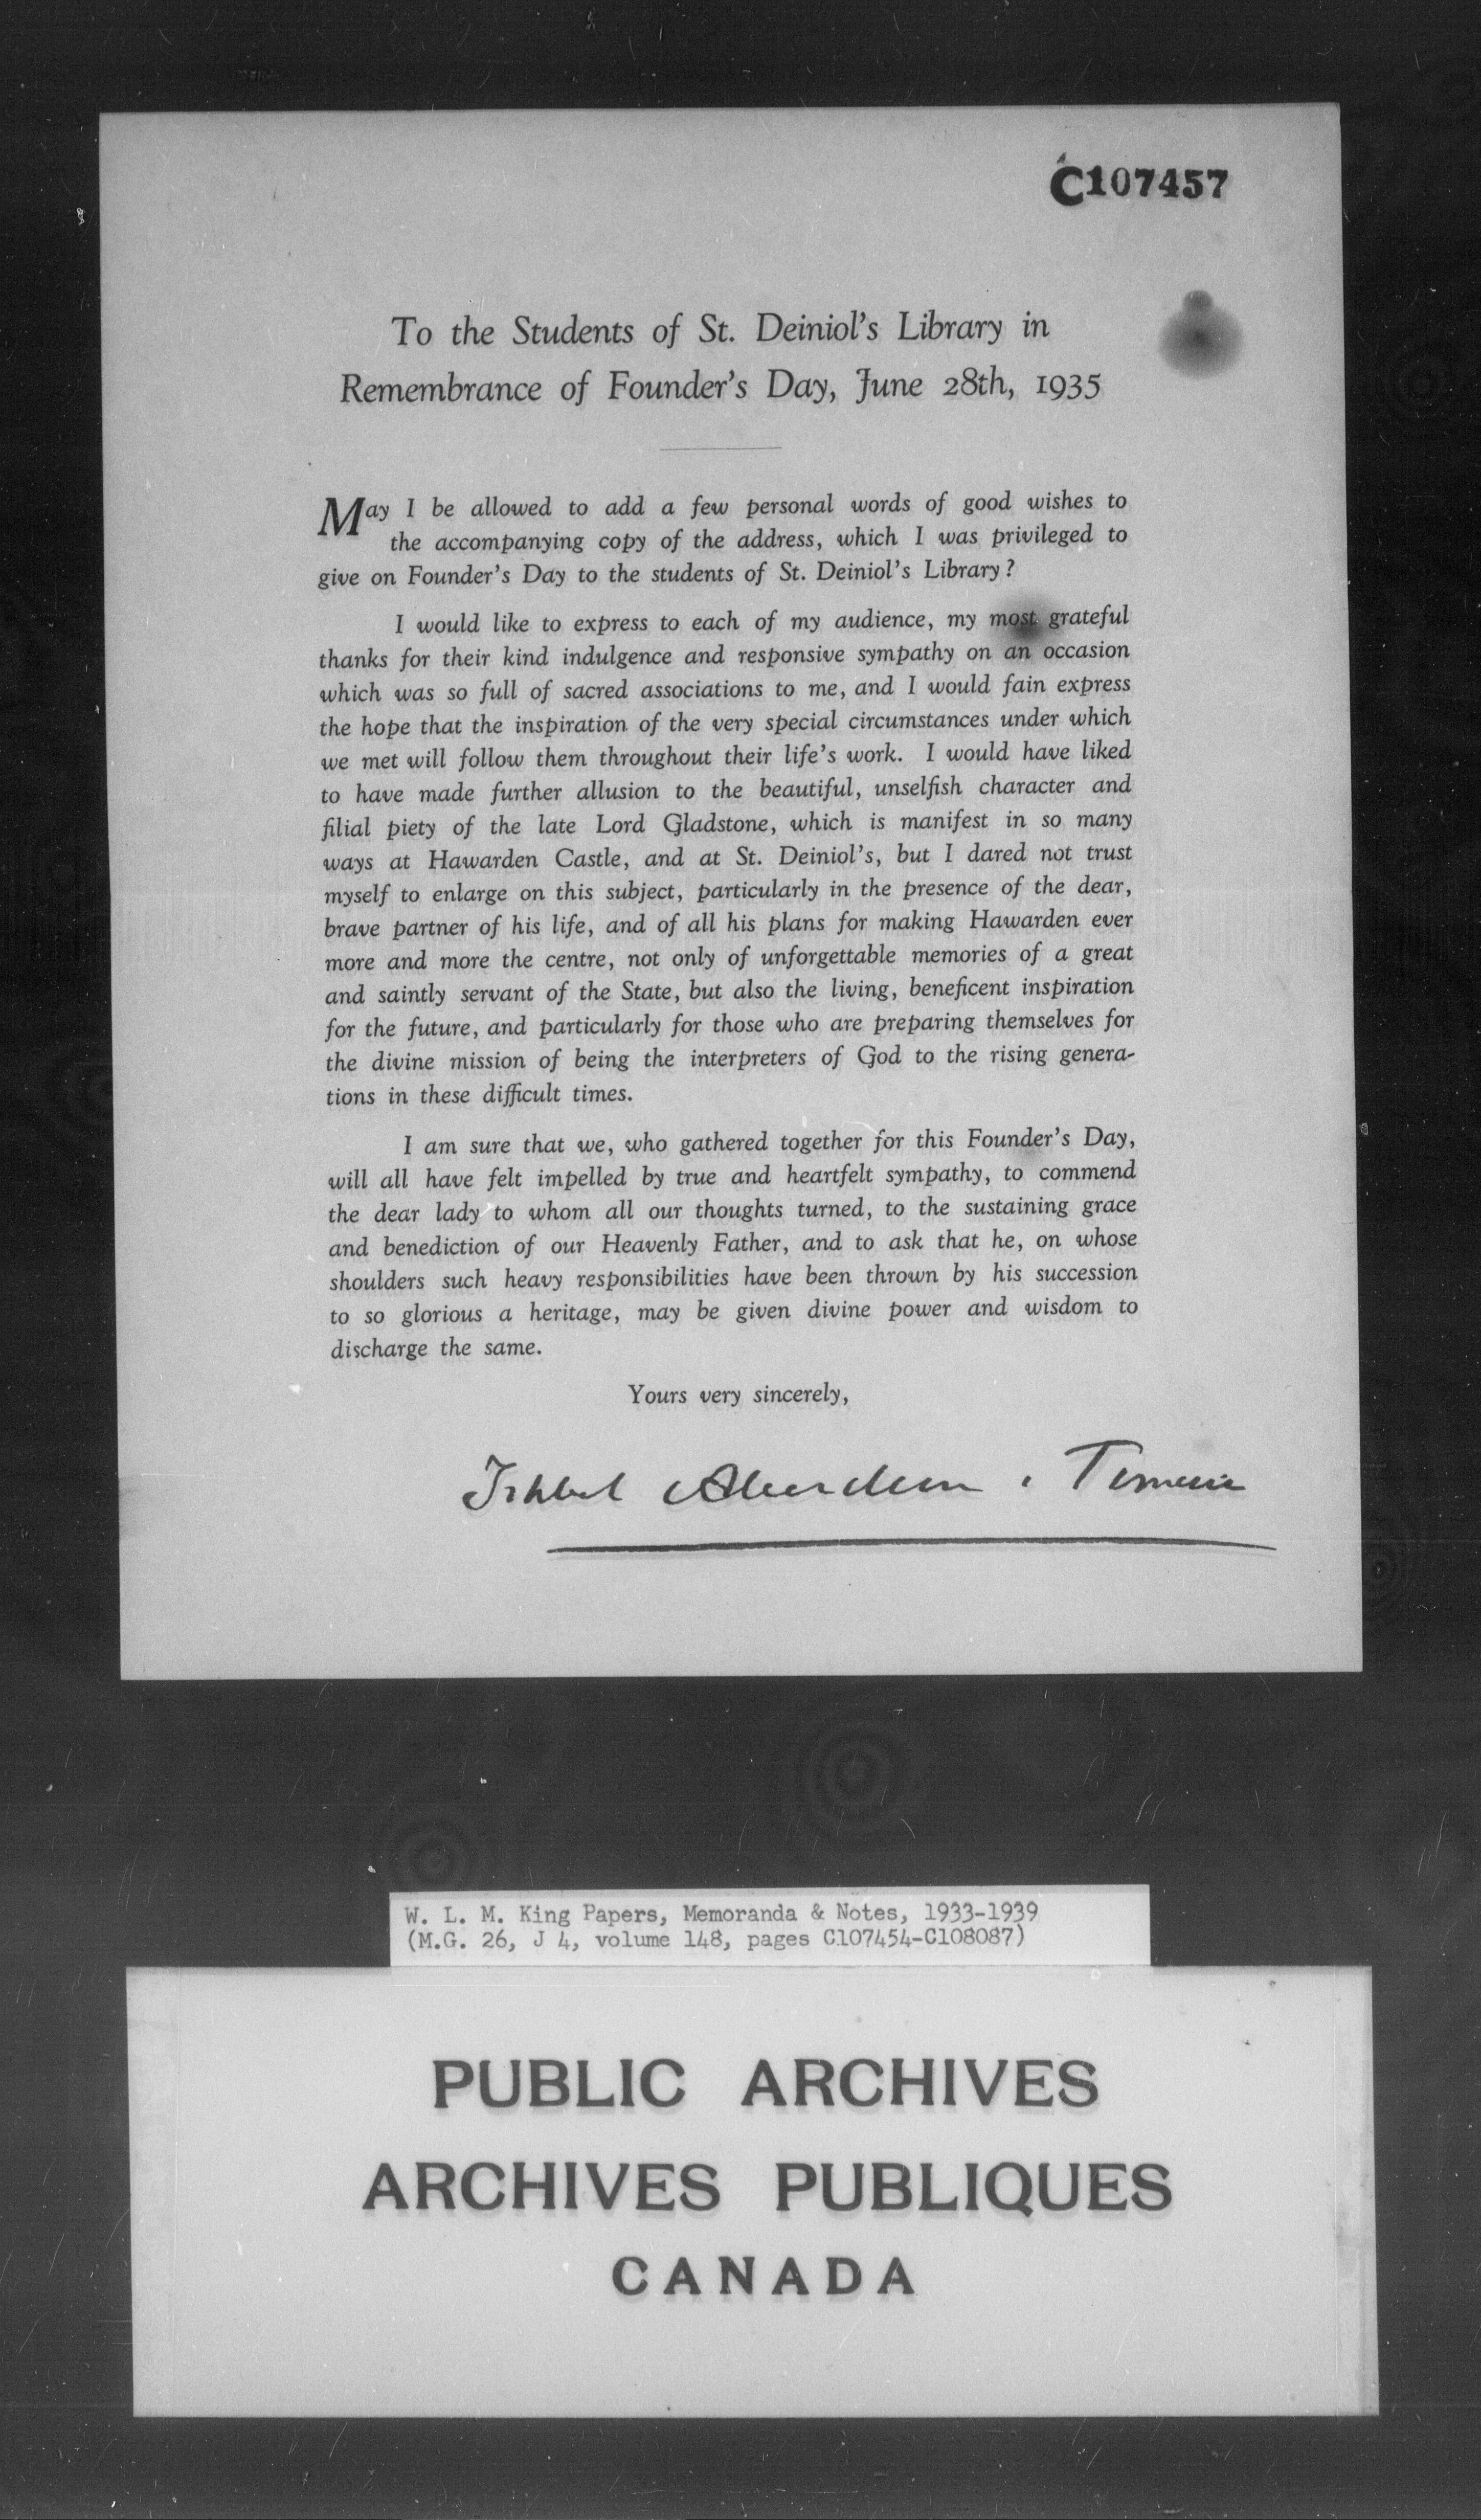 C107457
To the Students of St. Deiniol's Library in
Remembrance of Founder's Day, June 28th, 1935
May I be allowed to add a few personal words of good wishes to
the accompanying copy of the address, which I was privileged to
give on Founder's Day to the students of St. Deiniol's Library?
I would like to express to each of my audience, my most grateful
thanks for their kind indulgence and responsive sympathy on an occasion
which was so full of sacred associations to me, and I would fain express
the hope that the inspiration of the very special circumstances under which
we met will follow them throughout their life's work. I would have liked
to have made further allusion to the beautiful, unselfish character and
filial piety of the late Lord Gladstone, which is manifest in so many
ways at Hawarden Castle, and at St. Deiniol's, but I dared not trust
myself to enlarge on this subject, particularly in the presence of the dear,
brave partner of his life, and of all his plans for making Hawarden ever
more and more the centre, not only of unforgettable memories of a great
and saintly servant of the State, but also the living, beneficent inspiration
for the future, and particularly for those who are preparing themselves for
the divine mission of being the interpreters of God to the rising genera-
tions in these difficult times.
I am sure that we, who gathered together for this Founder's Day,
will all have felt impelled by true and heartfelt sympathy, to commend
the dear lady to whom all our thoughts turned, to the sustaining grace
and benediction of our Heavenly Father, and to ask that he, on whose
shoulders such heavy responsibilities have been thrown by his succession
to so glorious a heritage, may be given divine power and wisdom to
discharge the same.
Yours very sincerely,
Ishbel Aberdeen & Temair
W. L. M. King Papers, Memoranda & Notes, 1933-1939
(M.G. 26, J 4, volume 148, pages C107454-C108087)
PUBLIC ARCHIVES
ARCHIVES PUBLIQUES
CANADA